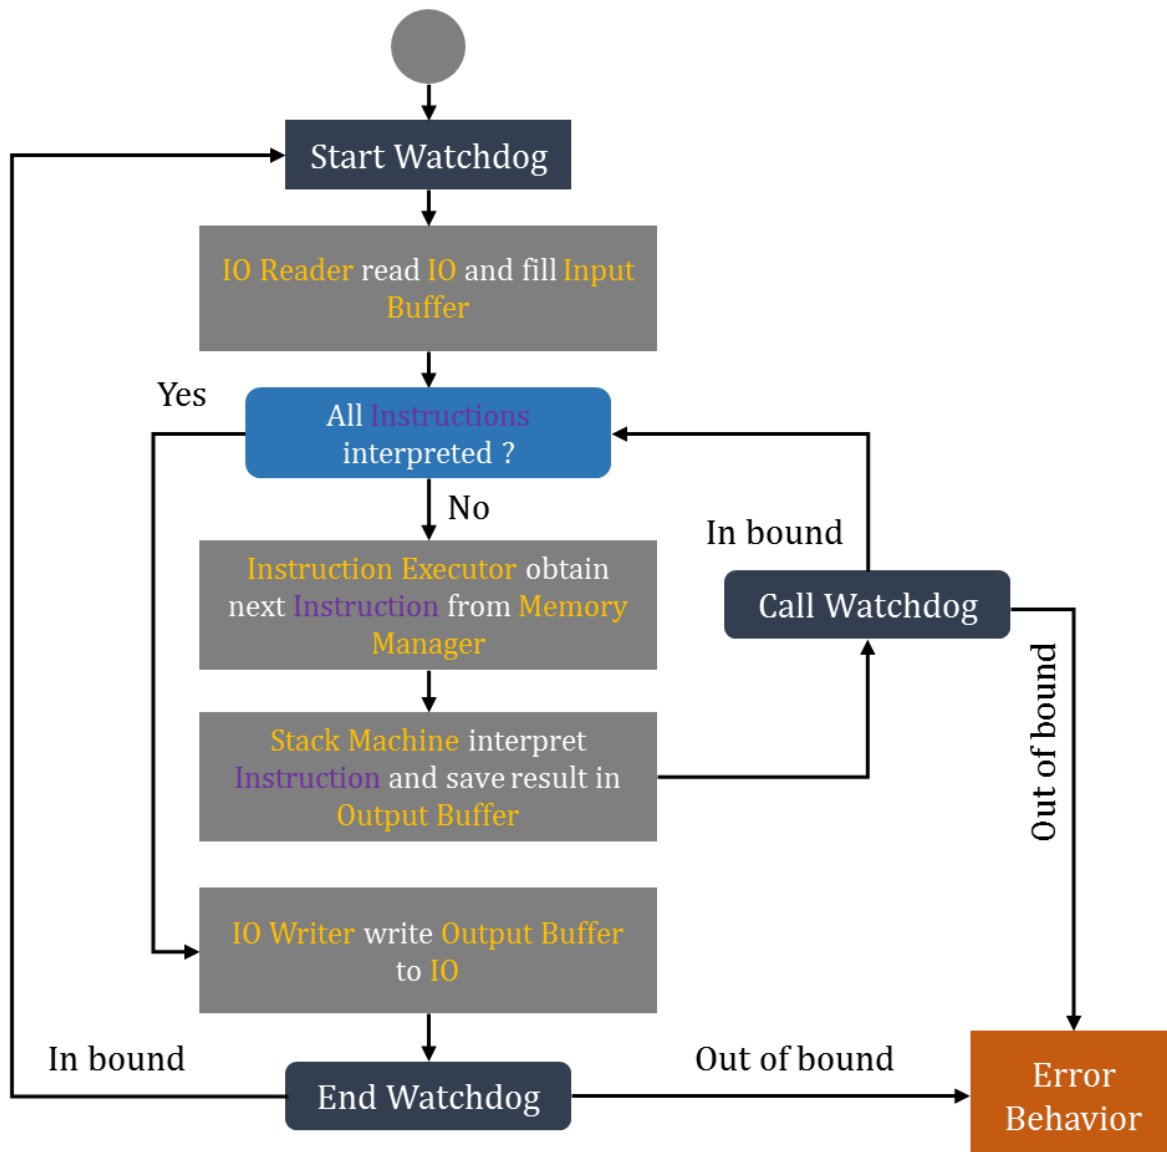 Start Watchdog
IO Reader read IO and fill Input
Buffer
Yes
All Instructions
interpreted ?
No
Instruction Executor obtain
next Instruction from Memory
Manager
In bound
Call Watchdog
Out of bound
Stack Machine interpret
Instruction and save result in
Output Buffer
IO Writer write Output Buffer
to IO
In bound
End Watchdog
Out of bound
Error
Behavior